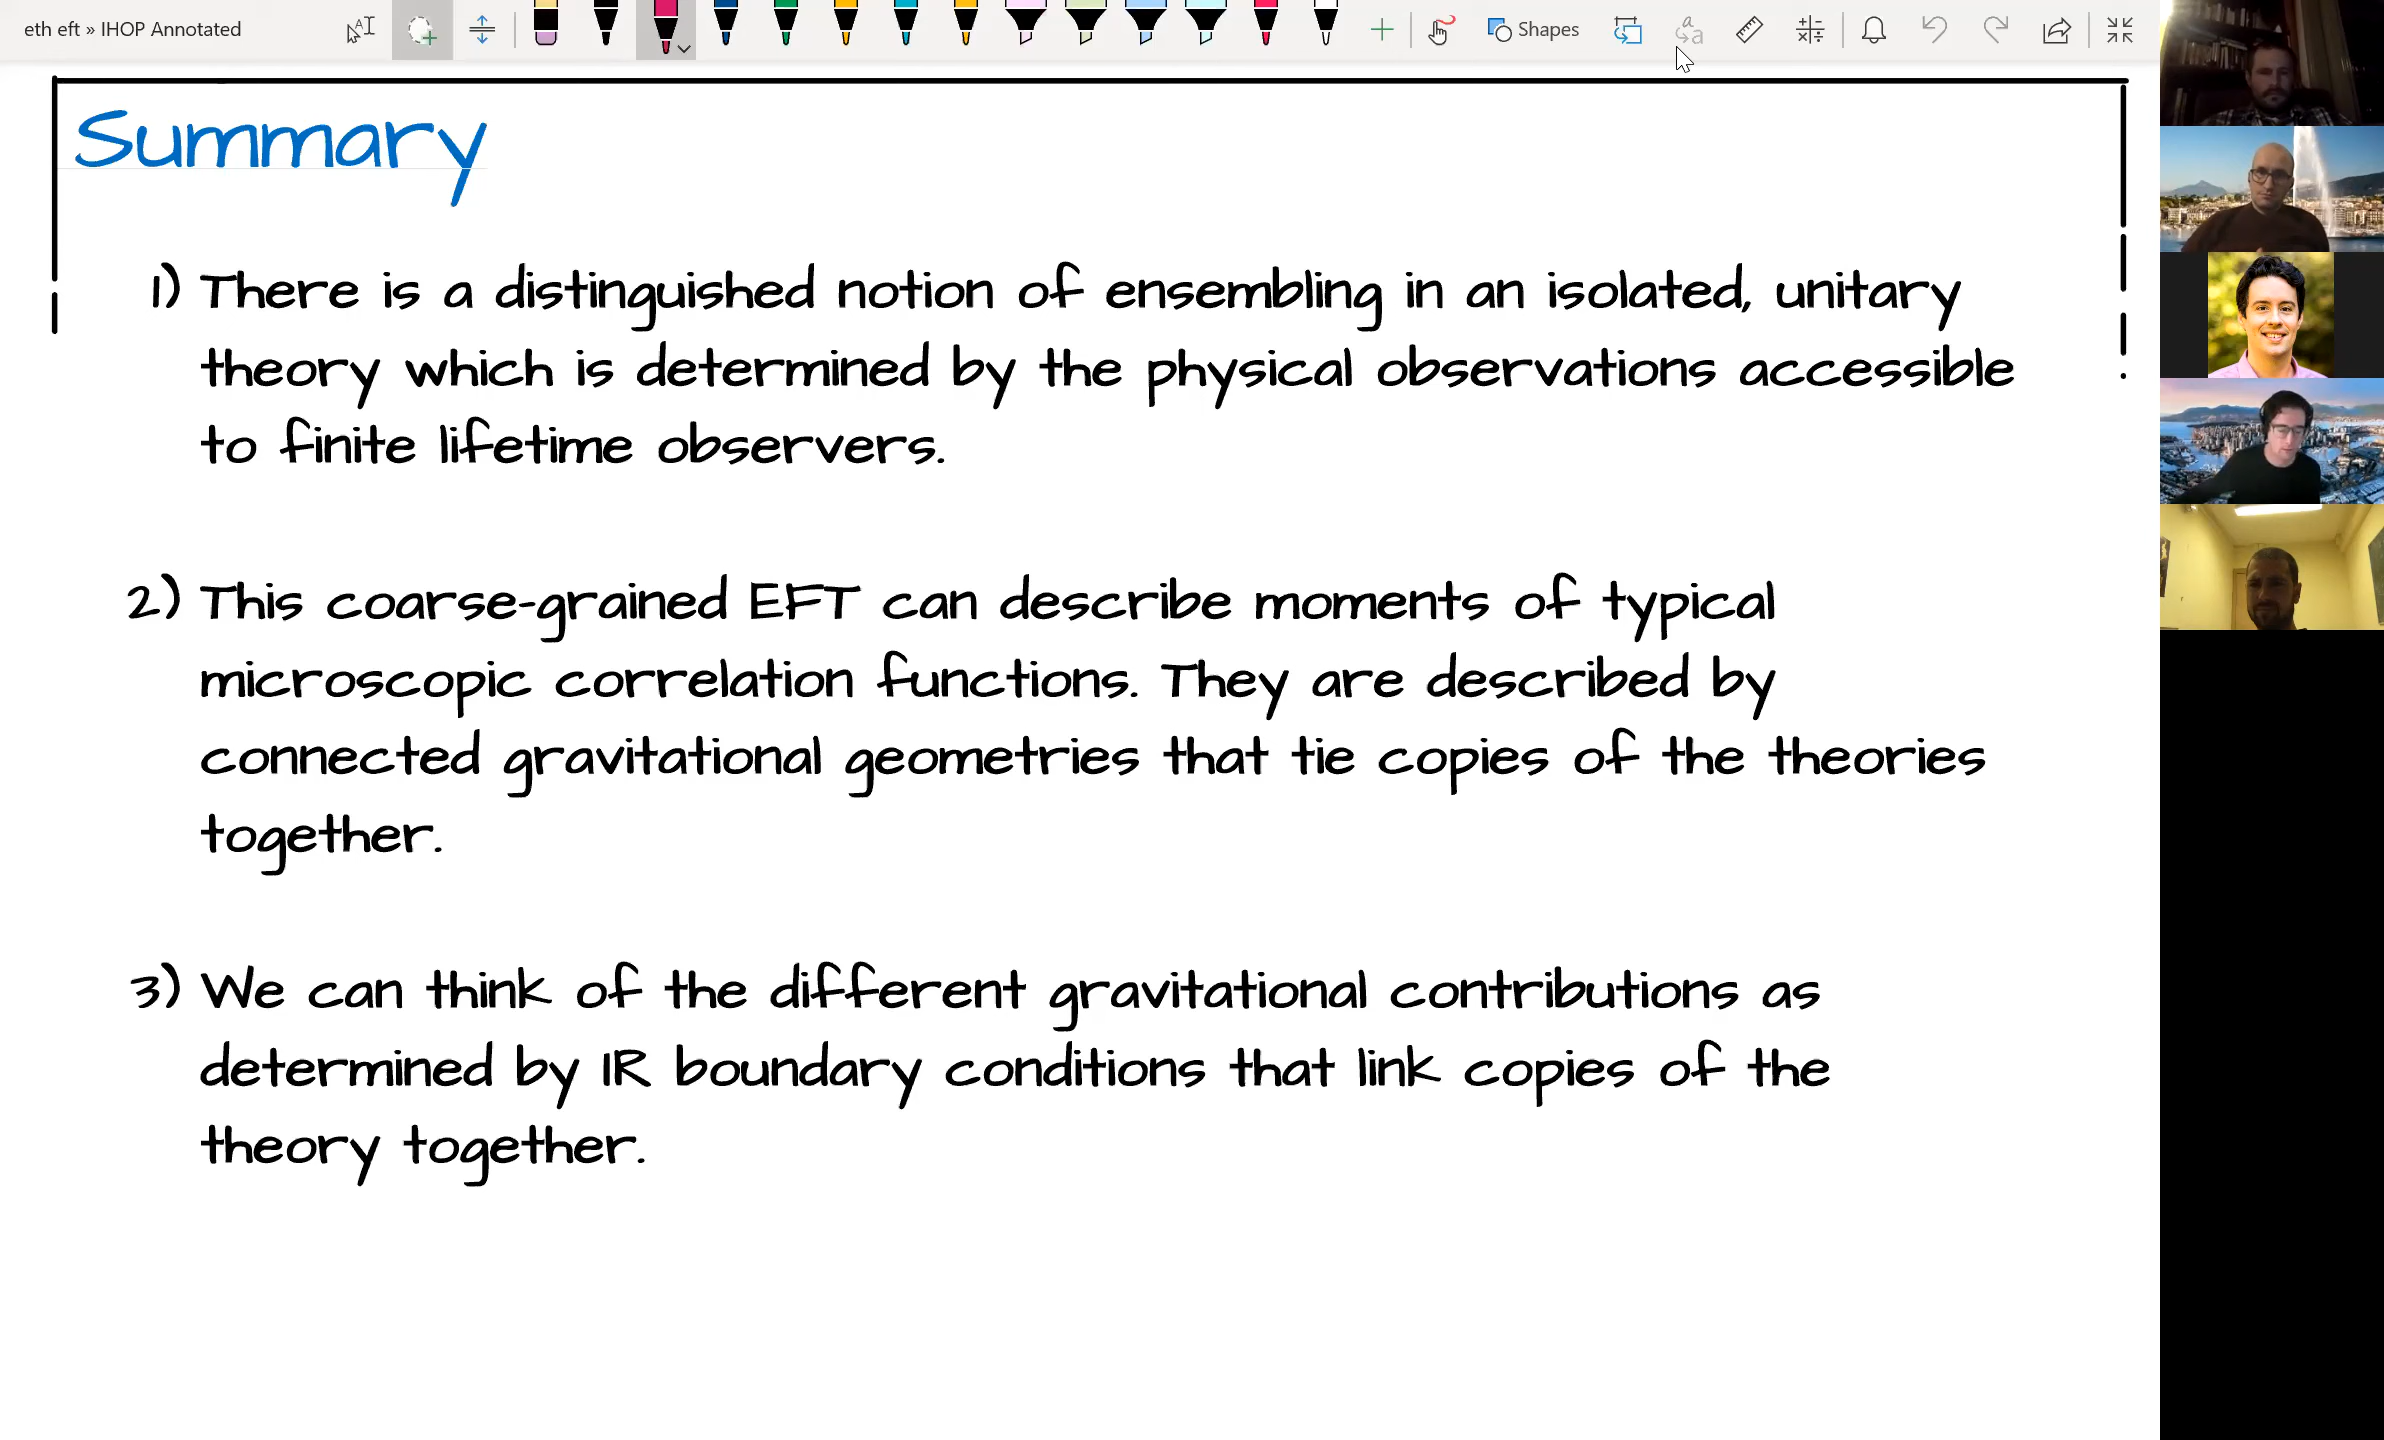 eth eft » IHOP Annotated
Shapes
Summary
1) There is a distinguished notion of ensembling in an isolated, unitary
theory which is determined by the physical observations accessible
to finite lifetime observers.
2) This coarse-grained EFT can describe moments of typical
microscopic correlation functions. They are described by
connected gravitational geometries that tie copies of the theories
together.
3) We can think of the different gravitational contributions as
determined by IR boundary conditions that link copies of the
theory together.